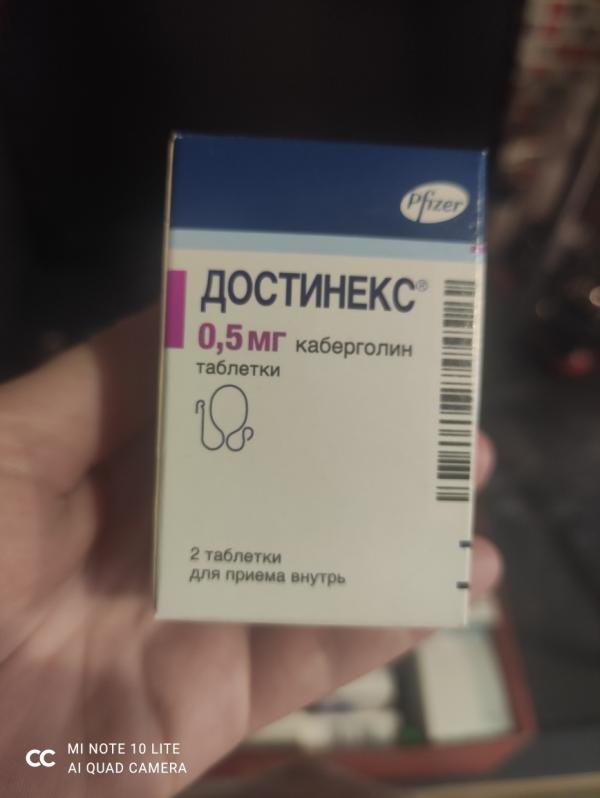 Pfizer
ДОСТИНЕКС®
0,5 мг каберголин
таблетки
2 таблетки
для приема внутрь
MI NOTE 10 LITE
AI QUAD CAMERA